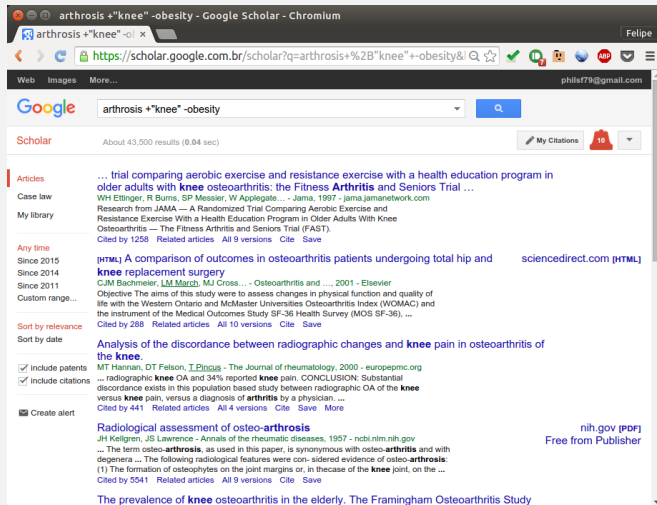 arthrosis +"knee" -obesity - Google Scholar - Chromium
arthrosis +"knee" -ol
Felipe
https://scholar.google.com.br/scholar?q=arthrosis+%2B"knee"+-obesity&
ABP
Web Images More...
philsf79@gmail.com
Google
arthrosis +"knee" -obesity
Scholar
About 43,500 results (0.04 sec)
My Citations
10
Articles
Case law
My library
Any time
Since 2015
Since 2014
Since 2011
Custom range...
Sort by relevance
Sort by date
include patents
include citations
Create alert
... trial comparing aerobic exercise and resistance exercise with a health education program in
older adults with knee osteoarthritis: the Fitness Arthritis and Seniors Trial ...
WH Ettinger, R Burns, SP Messier, W Applegate... - Jama, 1997 - jama.jamanetwork.com
Research from JAMA — A Randomized Trial Comparing Aerobic Exercise and
Resistance Exercise With a Health Education Program in Older Adults With Knee
Osteoarthritis — The Fitness Arthritis and Seniors Trial (FAST).
Cited by 1258 Related articles All 9 versions Cite Save
[HTML] A comparison of outcomes in osteoarthritis patients undergoing total hip and
knee replacement surgery
CJM Bachmeier, LM March, MJ Cross... - Osteoarthritis and ..., 2001 - Elsevier
Objective The aims of this study were to assess changes in physical function and quality of
life with the Western Ontario and McMaster Universities Osteoarthritis Index (WOMAC) and
the instrument of the Medical Outcomes Study SF-36 Health Survey (MOS SF-36), ...
Cited by 288 Related articles All 10 versions Cite Save
sciencedirect.com [HTML]
Analysis of the discordance between radiographic changes and knee pain in osteoarthritis of
the knee.
MT Hannan, DT Felson, T Pincus - The Journal of rheumatology, 2000 - europepmc.org
... radiographic knee OA and 34% reported knee pain. CONCLUSION: Substantial
discordance exists in this population based study between radiographic OA of the knee
versus knee pain, versus a diagnosis of arthritis by a physician. ...
Cited by 441 Related articles All 4 versions Cite Save More
Radiological assessment of osteo-arthrosis
JH Kellgren, JS Lawrence - Annals of the rheumatic diseases, 1957 - ncbi.nlm.nih.gov
... The term osteo-arthrosis, as used in this paper, is synonymous with osteo-arthritis and with
degenera ... The following radiological features were con- sidered evidence of osteo-arthrosis:
(1) The formation of osteophytes on the joint margins or, in thecase of the knee joint, on the ...
Cited by 5541 Related articles All 9 versions Cite Save
nih.gov [PDF]
Free from Publisher
The prevalence of knee osteoarthritis in the elderly. The Framingham Osteoarthritis Study